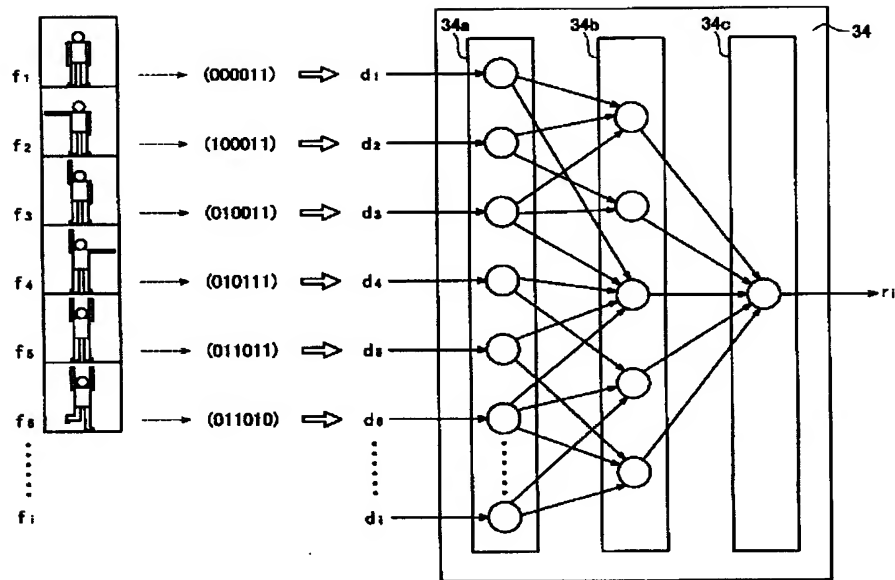 34a 34b 34c 34
f₁ (000011) d₁
f₂ (100011) d₂
f₃ (010011) d₃
f₄ (010111) d₄
rᵢ
f₅ (011011) d₅
f₆ (011010) d₆
fᵢ dᵢ